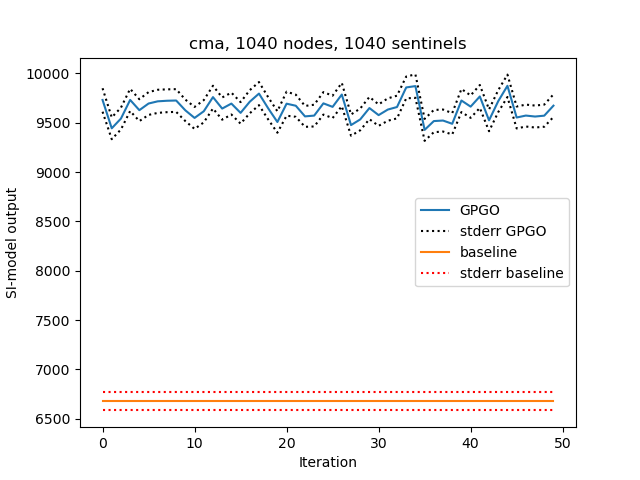 cma, 1040 nodes, 1040 sentinels
SI-model output
10000
9500
9000
8500
8000
7500
7000
6500
GPGO
stderr GPGO
baseline
stderr baseline
0 10 20 30 40 50
Iteration